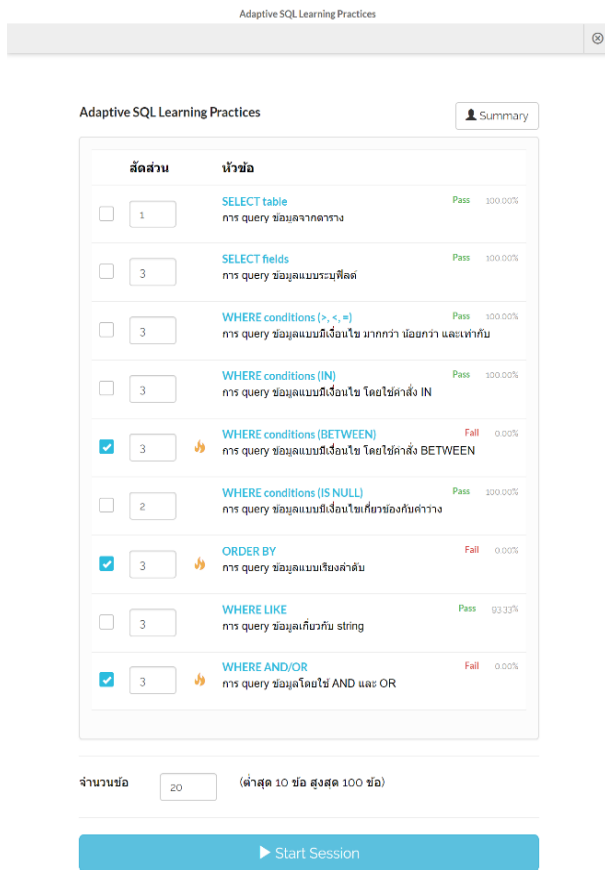 Adaptive SQL Learning Practices
Adaptive SQL Learning Practices
Summary
สัดส่วน หัวข้อ
1 SELECT table Pass 100.00%
การ query ข้อมูลจากตาราง
3 SELECT fields Pass 100.00%
การ query ข้อมูลแบบระบุฟีลด์
3 WHERE conditions (>, <, =) Pass 100.00%
การ query ข้อมูลแบบมีเงื่อนไข มากกว่า น้อยกว่า และเท่ากับ
3 WHERE conditions (IN) Pass 100.00%
การ query ข้อมูลแบบมีเงื่อนไข โดยใช้คำสั่ง IN
3 WHERE conditions (BETWEEN) Fail 0.00%
การ query ข้อมูลแบบมีเงื่อนไข โดยใช้คำสั่ง BETWEEN
2 WHERE conditions (IS NULL) Pass 100.00%
การ query ข้อมูลแบบมีเงื่อนไขเกี่ยวข้องกับค่าว่าง
3 ORDER BY Fail 0.00%
การ query ข้อมูลแบบเรียงลำดับ
3 WHERE LIKE Pass 93.33%
การ query ข้อมูลเกี่ยวกับ string
3 WHERE AND/OR Fail 0.00%
การ query ข้อมูลโดยใช้ AND และ OR
จำนวนข้อ 20 (ต่ำสุด 10 ข้อ สูงสุด 100 ข้อ)
Start Session